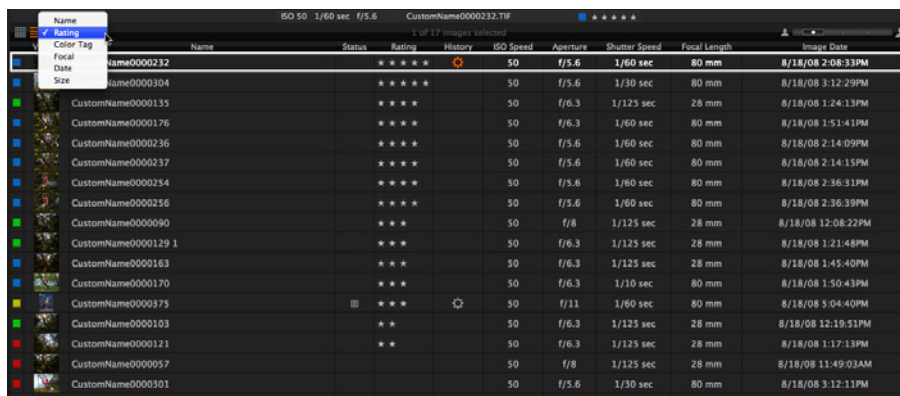 ISO 50 1/60 sec f/5.6 CustomName0000232.TIF ★★★★★
Name
✓ Rating
Color Tag
Focal
Date
Size
1 of 17 images selected
Name Status Rating History ISO Speed Aperture Shutter Speed Focal Length Image Date
Name0000232 ★★★★★ 50 f/5.6 1/60 sec 80 mm 8/18/08 2:08:33PM
Name0000304 ★★★★★ 50 f/5.6 1/30 sec 80 mm 8/18/08 3:12:29PM
CustomName0000135 ★★★★ 50 f/6.3 1/125 sec 28 mm 8/18/08 1:24:13PM
CustomName0000176 ★★★★ 50 f/6.3 1/60 sec 80 mm 8/18/08 1:51:41PM
CustomName0000236 ★★★★ 50 f/5.6 1/60 sec 80 mm 8/18/08 2:14:09PM
CustomName0000237 ★★★★ 50 f/5.6 1/60 sec 80 mm 8/18/08 2:14:15PM
CustomName0000254 ★★★★ 50 f/5.6 1/60 sec 80 mm 8/18/08 2:36:31PM
CustomName0000256 ★★★★ 50 f/5.6 1/60 sec 80 mm 8/18/08 2:36:39PM
CustomName0000090 ★★★ 50 f/8 1/125 sec 28 mm 8/18/08 12:08:22PM
CustomName0000129 1 ★★★ 50 f/6.3 1/125 sec 28 mm 8/18/08 1:21:48PM
CustomName0000163 ★★★ 50 f/6.3 1/125 sec 28 mm 8/18/08 1:45:40PM
CustomName0000170 ★★★ 50 f/6.3 1/10 sec 80 mm 8/18/08 1:50:43PM
CustomName0000375 ★★★ 50 f/11 1/60 sec 80 mm 8/18/08 5:04:40PM
CustomName0000103 ★★ 50 f/6.3 1/125 sec 28 mm 8/18/08 12:19:51PM
CustomName0000121 ★★ 50 f/6.3 1/125 sec 28 mm 8/18/08 1:17:13PM
CustomName0000057 50 f/8 1/125 sec 28 mm 8/18/08 11:49:03AM
CustomName0000301 50 f/5.6 1/30 sec 80 mm 8/18/08 3:12:11PM